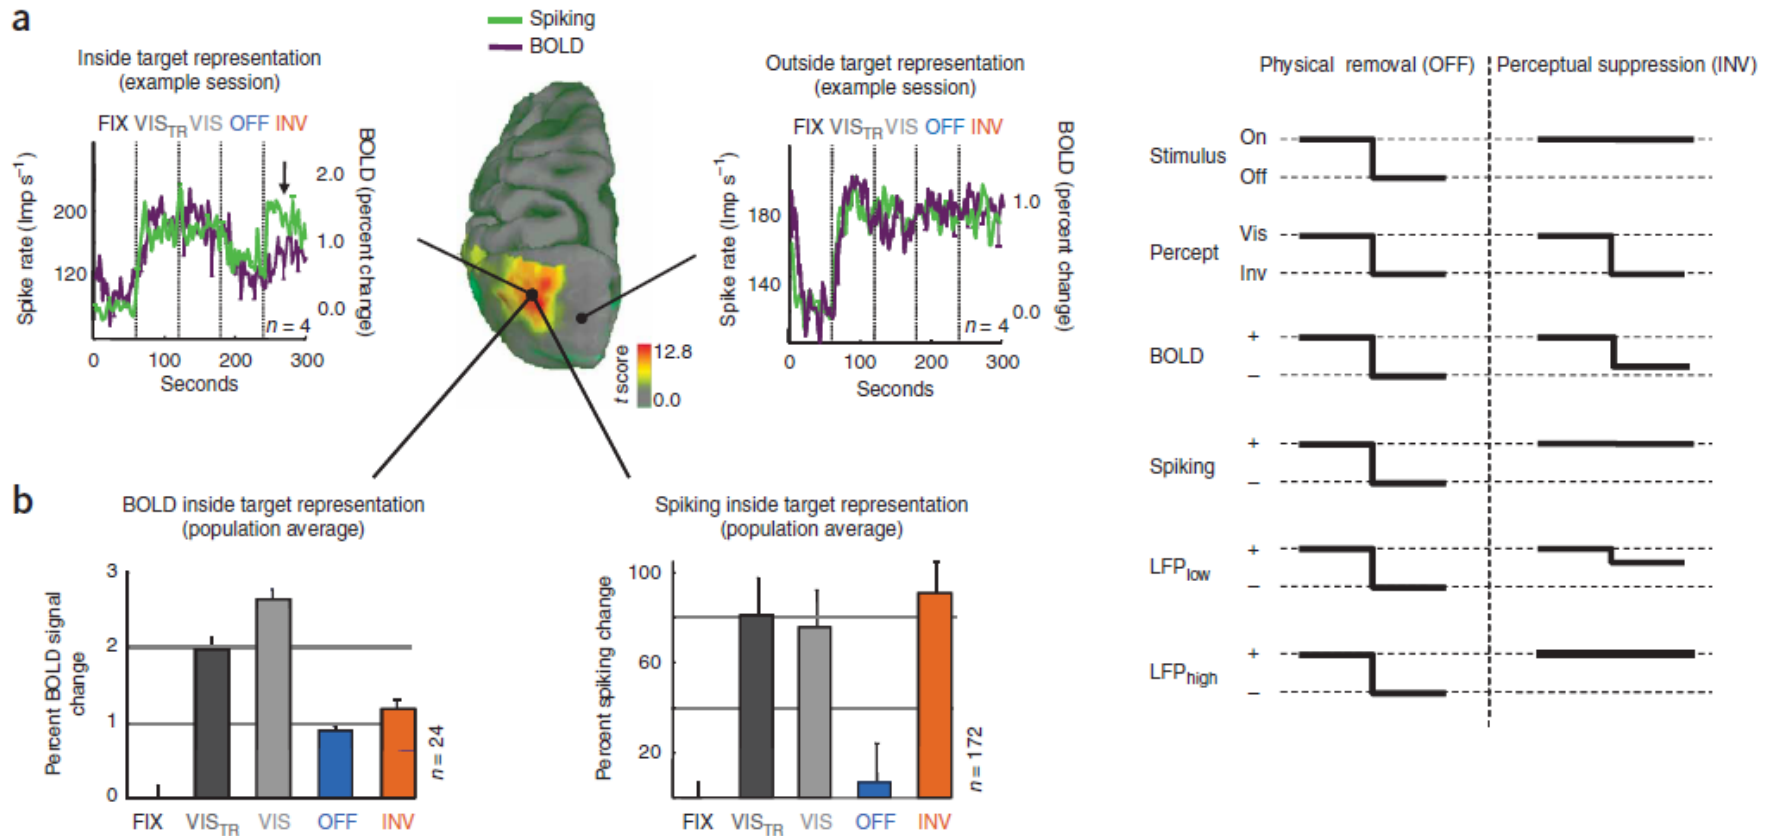 a
Spiking
BOLD
Inside target representation
(example session)
FIX VISTR VIS OFF INV
Spike rate (Imp s−1)
200
120
BOLD (percent change)
2.0
1.0
0.0
n = 4
0 100 200 300
Seconds
t score
12.8
0.0
Outside target representation
(example session)
FIX VISTR VIS OFF INV
Spike rate (Imp s−1)
180
140
BOLD (percent change)
1.0
0.0
n = 4
0 100 200 300
Seconds
b
BOLD inside target representation
(population average)
Percent BOLD signal
change
3
2
1
0
n = 24
FIX VISTR VIS OFF INV
Spiking inside target representation
(population average)
Percent spiking change
100
60
20
n = 172
FIX VISTR VIS OFF INV
Physical removal (OFF) Perceptual suppression (INV)
Stimulus
On
Off
Percept
Vis
Inv
BOLD
+
−
Spiking
+
−
LFPlow
+
−
LFPhigh
+
−